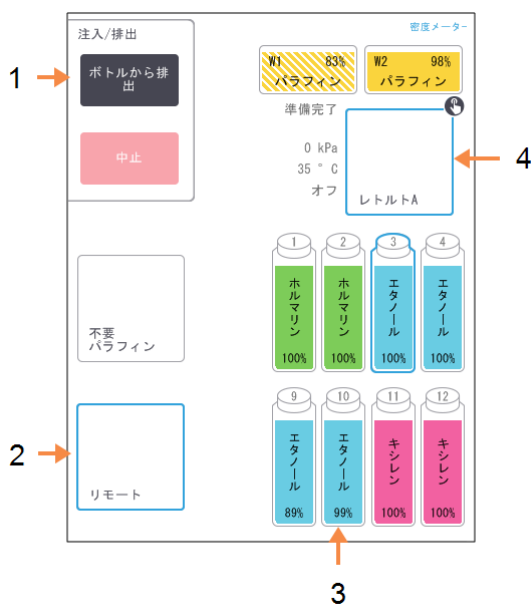 注入/排出
密度メーター
1
ボトルから排
出
中止
W1 83%
パラフィン
W2 98%
パラフィン
準備完了
0 kPa
35 ° C
オフ
レトルトA
4
不要
パラフィン
1
ホルマリン
100%
2
ホルマリン
100%
3
エタノール
100%
4
エタノール
100%
2
リモート
9
エタノール
89%
10
エタノール
99%
11
キシレン
100%
12
キシレン
100%
3